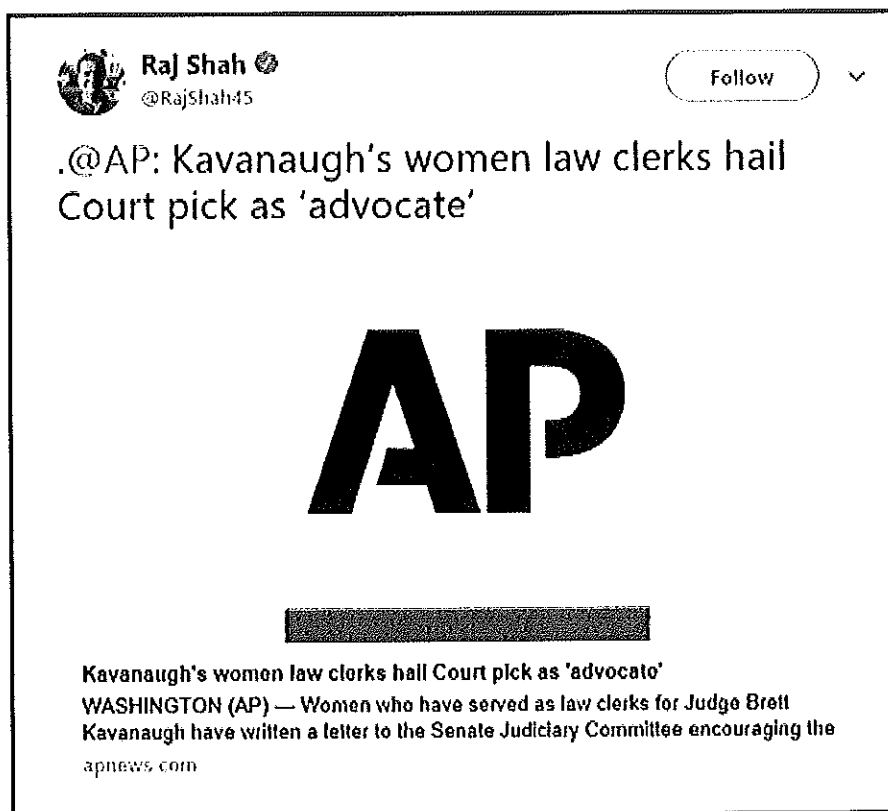 Raj Shah
@RajShah45
Follow
.@AP: Kavanaugh's women law clerks hail
Court pick as 'advocate'
AP
Kavanaugh's women law clerks hail Court pick as 'advocate'
WASHINGTON (AP) — Women who have served as law clerks for Judge Brett
Kavanaugh have written a letter to the Senate Judiciary Committee encouraging the
apnews.com